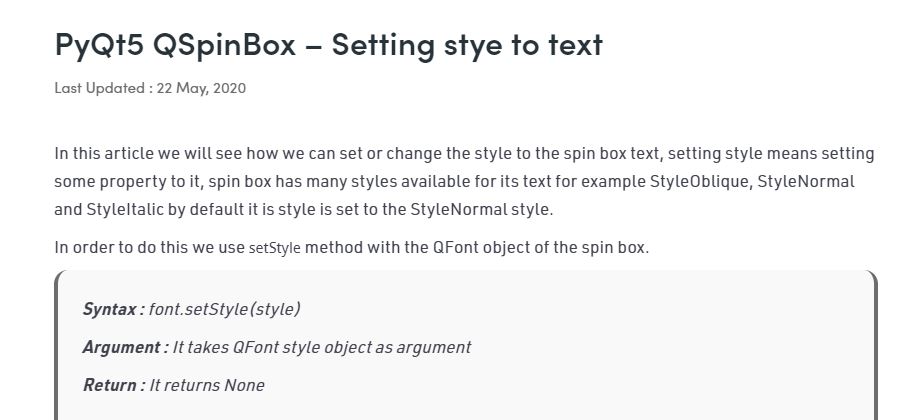 PyQt5 QSpinBox – Setting stye to text
Last Updated : 22 May, 2020
In this article we will see how we can set or change the style to the spin box text, setting style means setting
some property to it, spin box has many styles available for its text for example StyleOblique, StyleNormal
and StyleItalic by default it is style is set to the StyleNormal style.
In order to do this we use setStyle method with the QFont object of the spin box.
Syntax : font.setStyle(style)
Argument : It takes QFont style object as argument
Return : It returns None